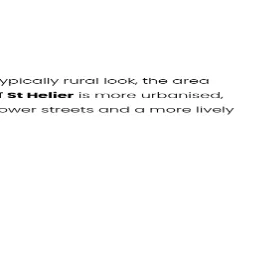 ypically rural look, the area
f St Helier is more urbanised,
ower streets and a more lively